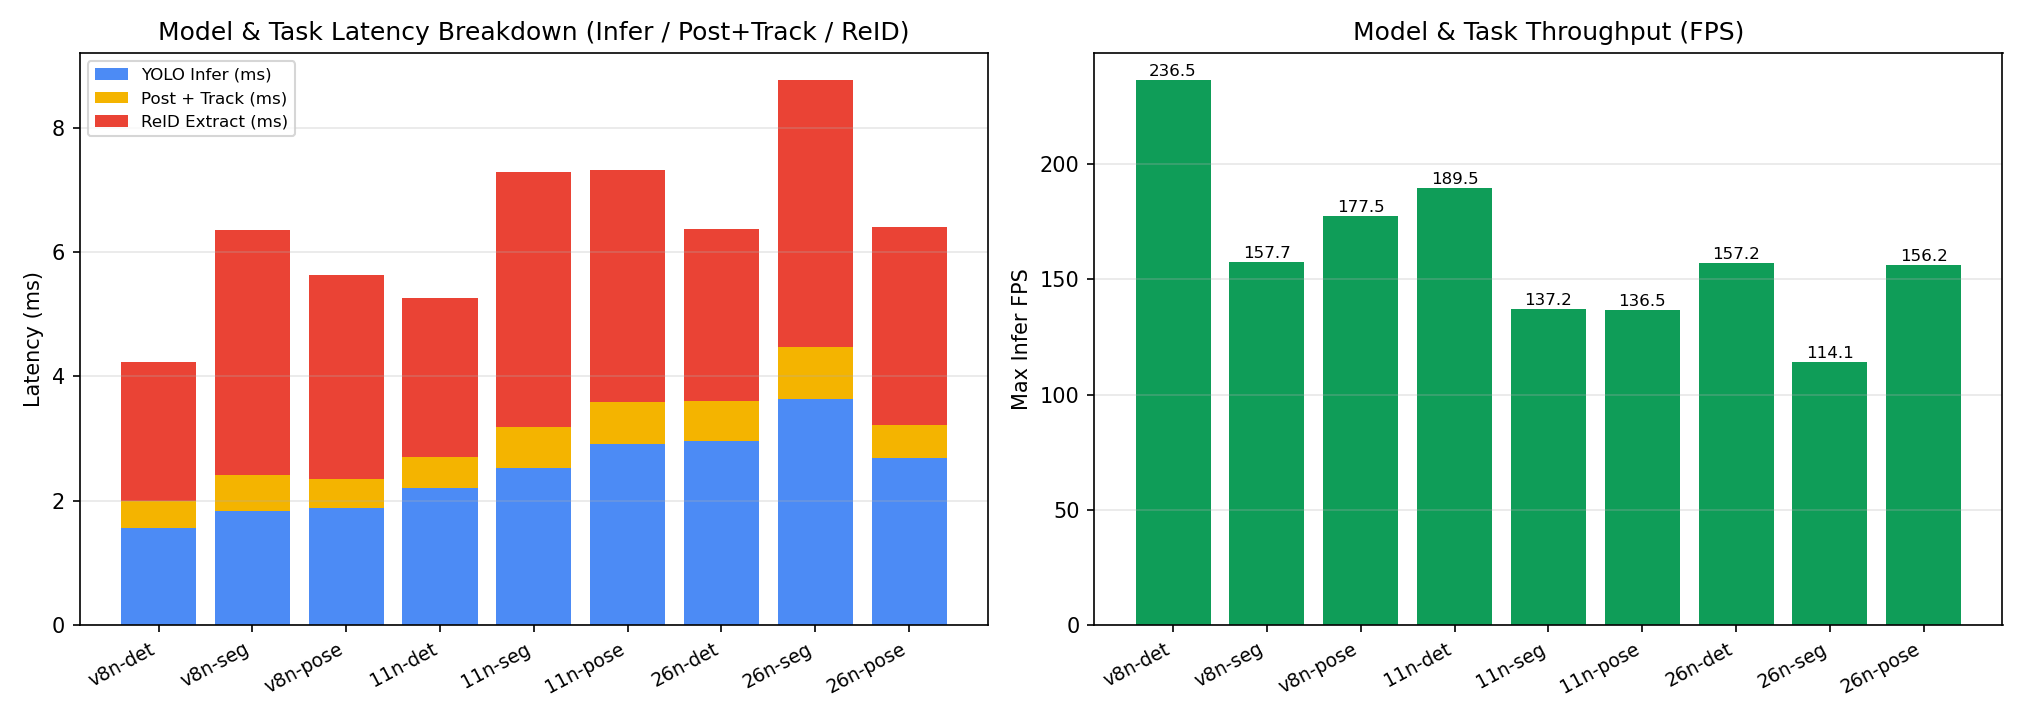 Model & Task Latency Breakdown (Infer / Post+Track / ReID)
YOLO Infer (ms)
Post + Track (ms)
ReID Extract (ms)
Latency (ms)
8
6
4
2
0
v8n-det
v8n-seg
v8n-pose
11n-det
11n-seg
11n-pose
26n-det
26n-seg
26n-pose
Model & Task Throughput (FPS)
Max Infer FPS
200
150
100
50
0
236.5
157.7
177.5
189.5
137.2
136.5
157.2
114.1
156.2
v8n-det
v8n-seg
v8n-pose
11n-det
11n-seg
11n-pose
26n-det
26n-seg
26n-pose